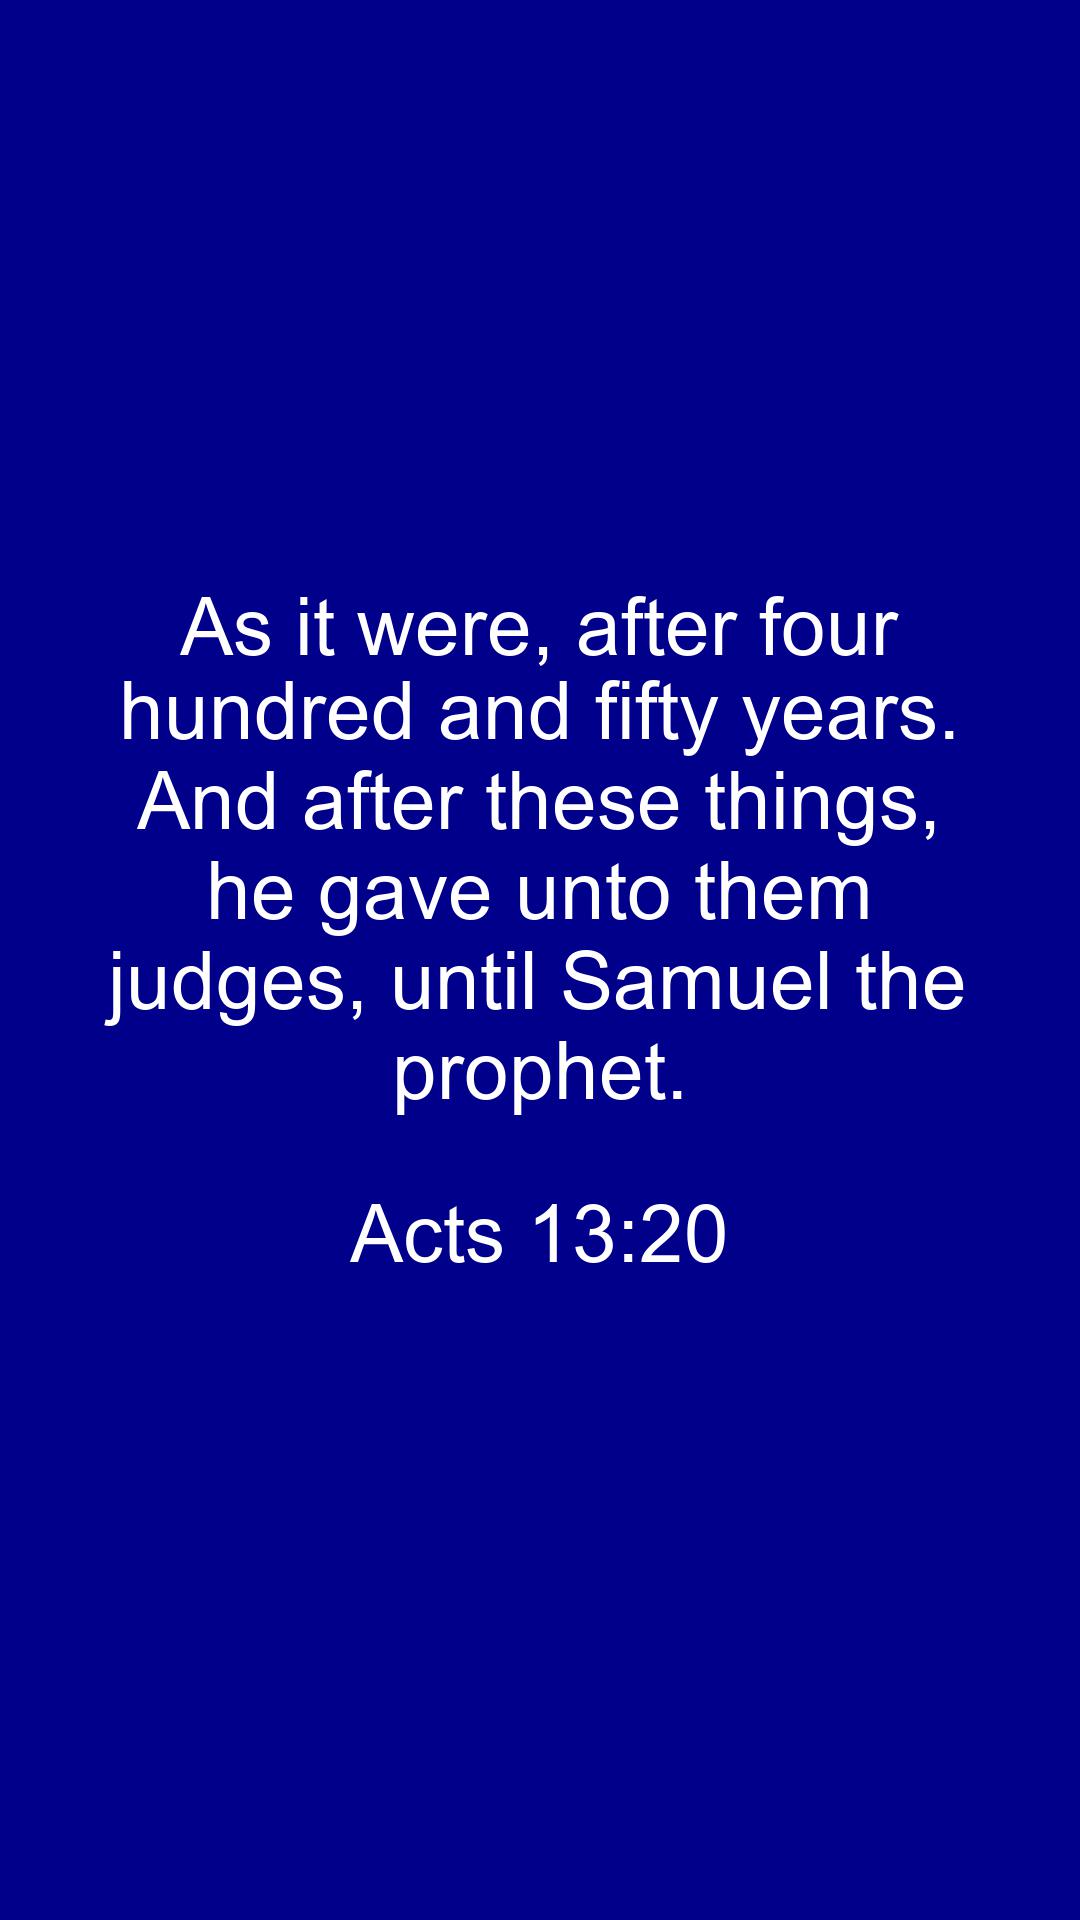 As it were, after four
hundred and fifty years.
And after these things,
he gave unto them
judges, until Samuel the
prophet.
Acts 13:20